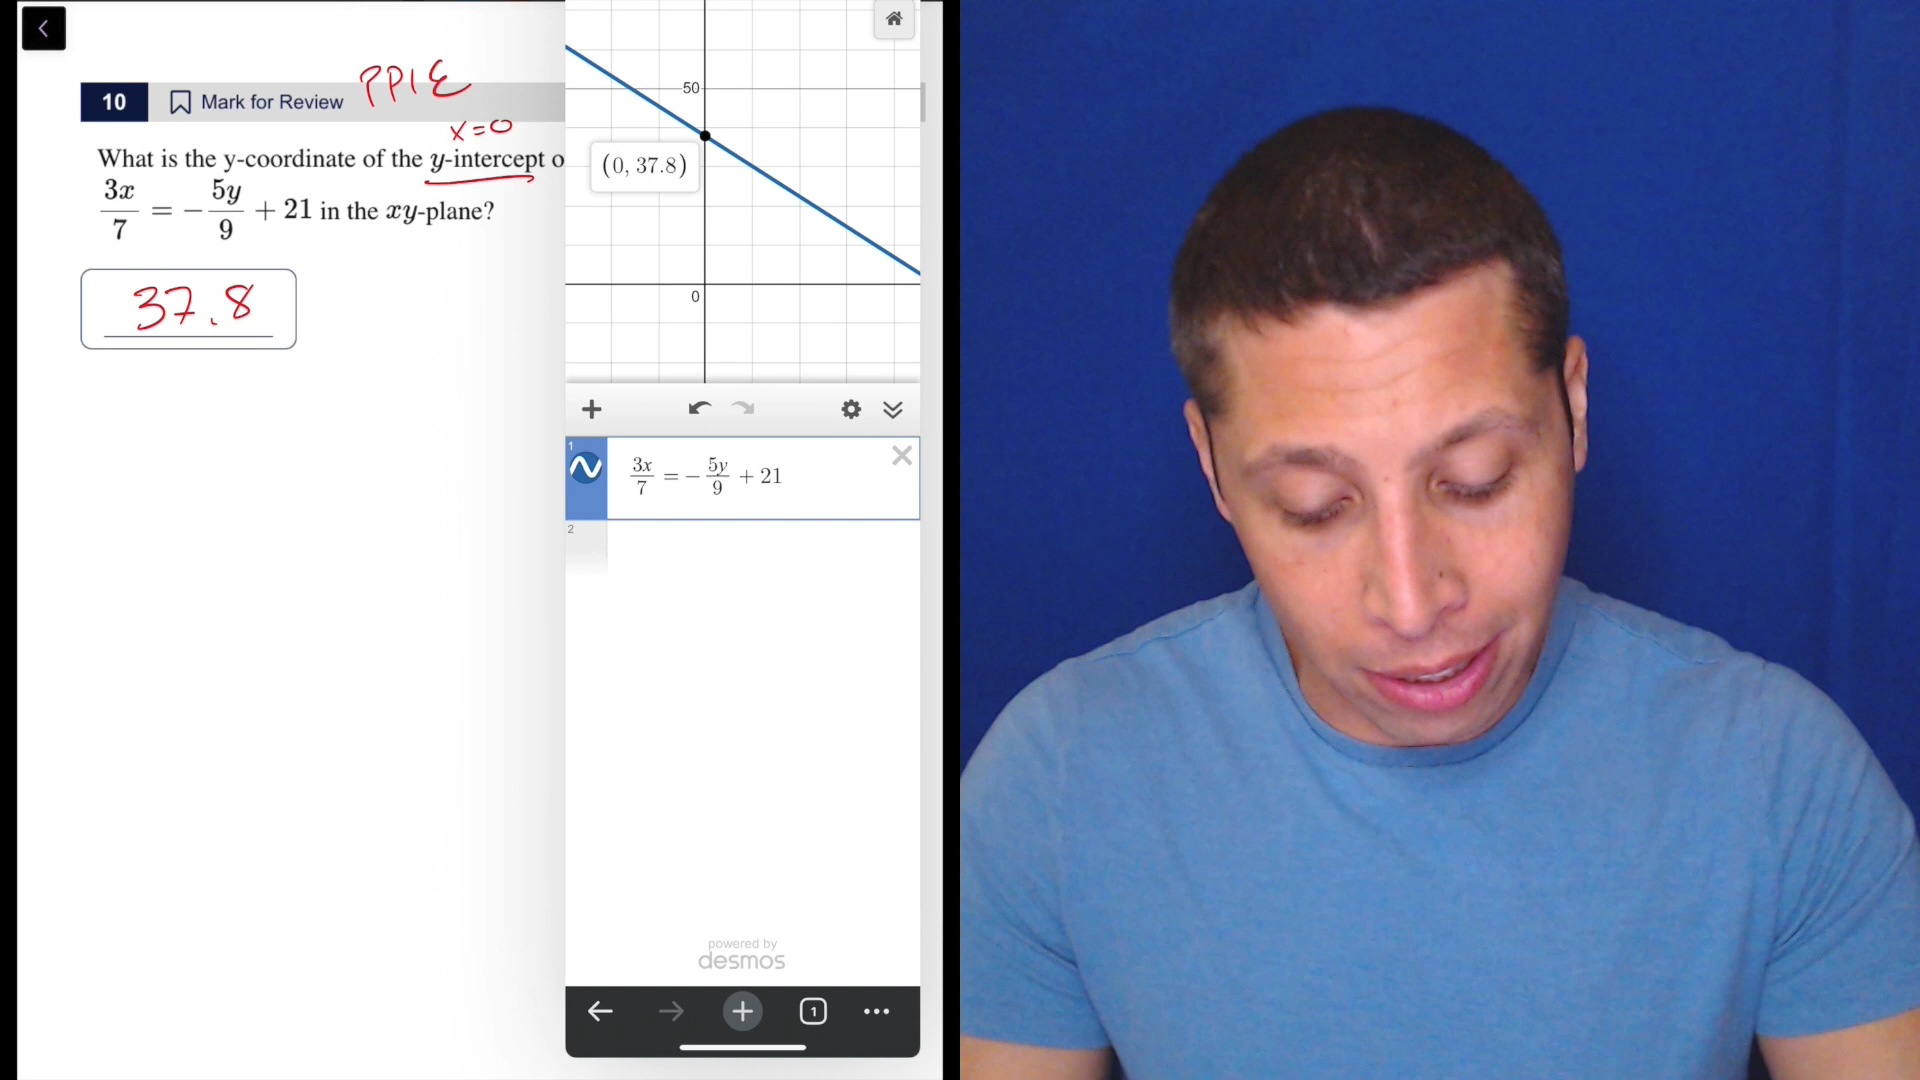 10 Mark for Review PPIE
x=0
What is the y-coordinate of the y-intercept o
3x/7 = -5y/9 + 21 in the xy-plane?
37.8
50
(0, 37.8)
0
1
3x/7 = -5y/9 + 21
2
powered by
desmos
1